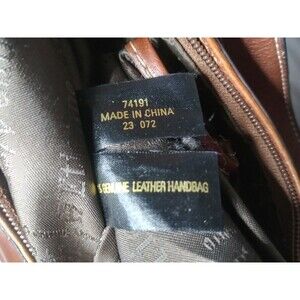 74191
MADE IN CHINA
23 072
GENUINE LEATHER HANDBAG